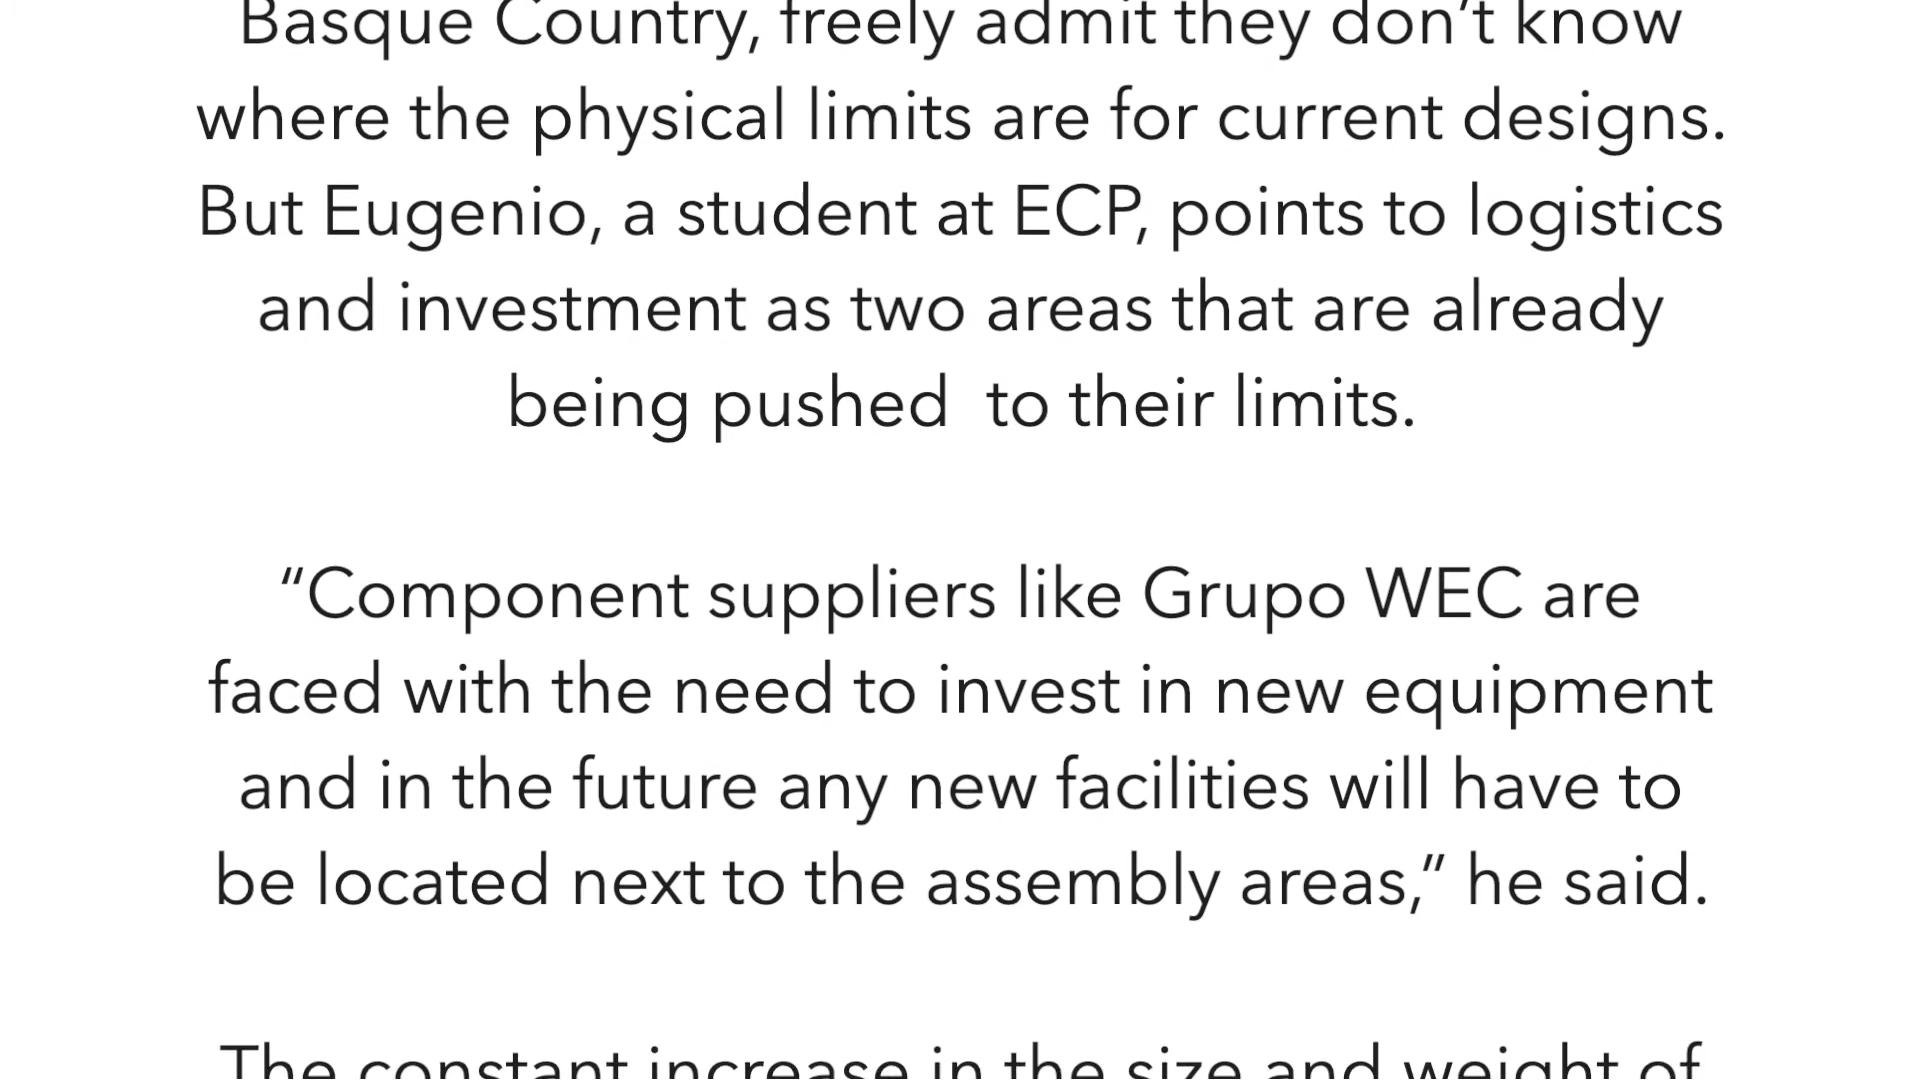 Basque Country, freely admit they don’t know
where the physical limits are for current designs.
But Eugenio, a student at ECP, points to logistics
and investment as two areas that are already
being pushed  to their limits.
“Component suppliers like Grupo WEC are
faced with the need to invest in new equipment
and in the future any new facilities will have to
be located next to the assembly areas,” he said.
The constant increase in the size and weight of